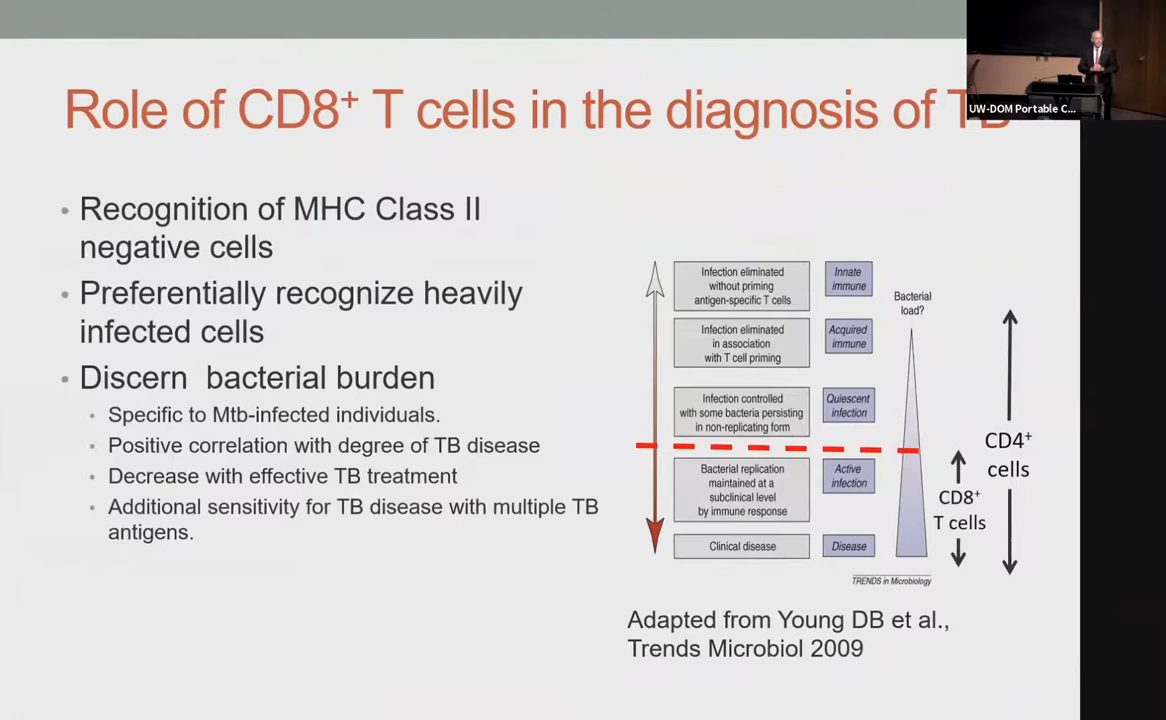 Role of CD8+ T cells in the diagnosis of TB
UW-DOM Portable C...
• Recognition of MHC Class II
negative cells
• Preferentially recognize heavily
infected cells
• Discern  bacterial burden
• Specific to Mtb-infected individuals.
• Positive correlation with degree of TB disease
• Decrease with effective TB treatment
• Additional sensitivity for TB disease with multiple TB
antigens.
Infection eliminated
without priming
antigen-specific T cells
Innate
immune
Infection eliminated
in association
with T cell priming
Acquired
immune
Infection controlled
with some bacteria persisting
in non-replicating form
Quiescent
infection
Bacterial replication
maintained at a
subclinical level
by immune response
Active
infection
Clinical disease
Disease
Bacterial
load?
CD8+
T cells
CD4+
cells
TRENDS in Microbiology
Adapted from Young DB et al.,
Trends Microbiol 2009